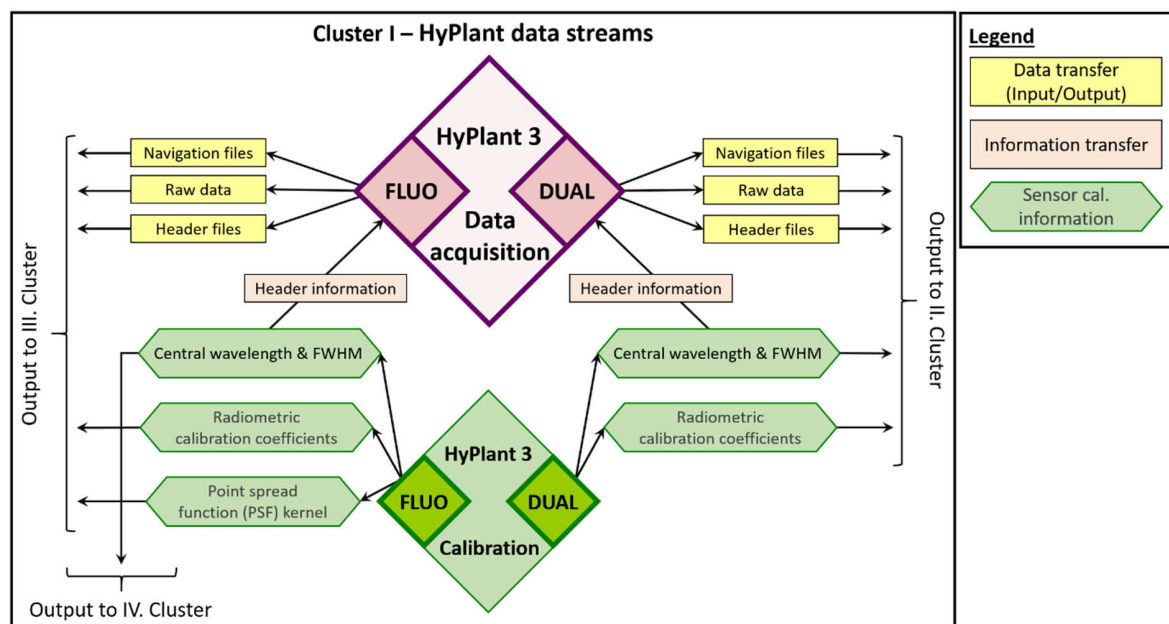 Cluster I – HyPlant data streams
HyPlant 3
FLUO
DUAL
Data
acquisition
Navigation files
Raw data
Header files
Navigation files
Raw data
Header files
Header information
Header information
Central wavelength & FWHM
Radiometric
calibration coefficients
Point spread
function (PSF) kernel
Central wavelength & FWHM
Radiometric
calibration coefficients
HyPlant 3
FLUO
DUAL
Calibration
Output to III. Cluster
Output to II. Cluster
Output to IV. Cluster
Legend
Data transfer
(Input/Output)
Information transfer
Sensor cal.
information